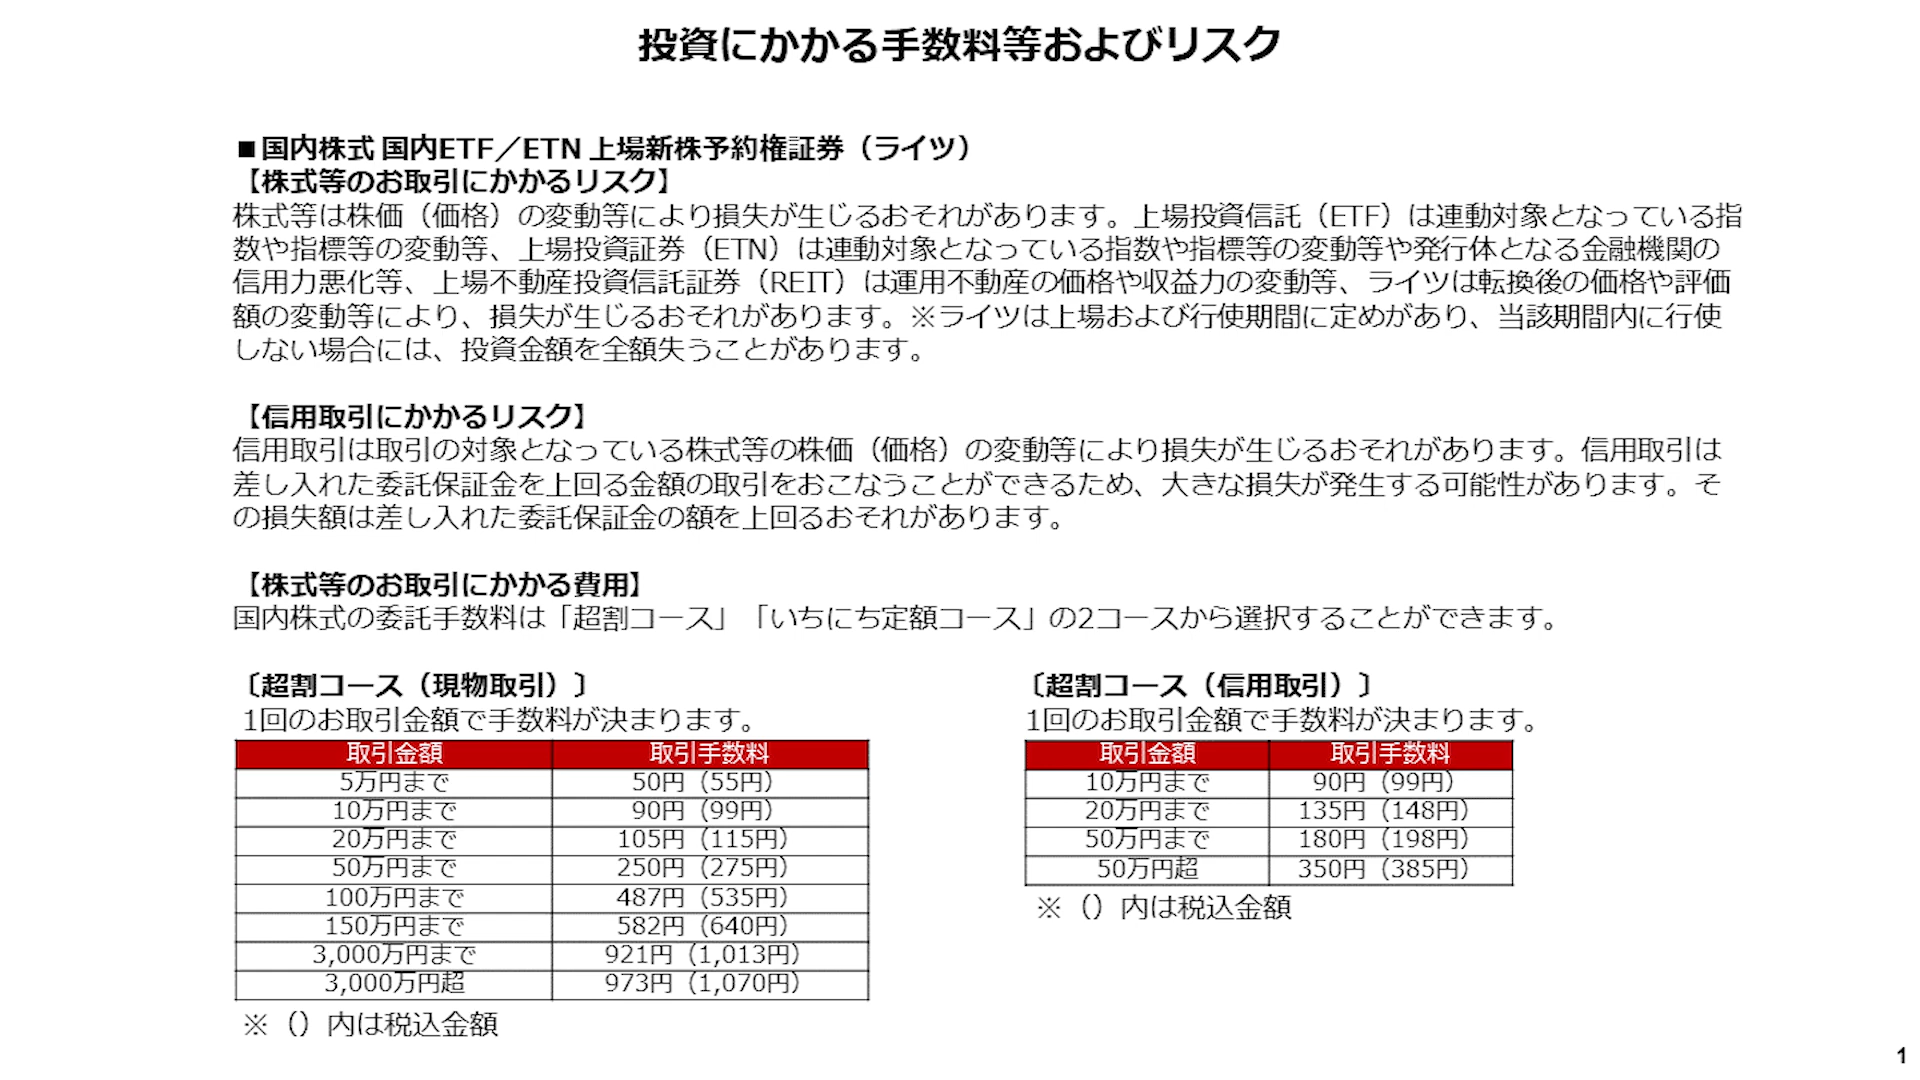 投資にかかる手数料等およびリスク
■国内株式 国内ETF／ETN 上場新株予約権証券（ライツ）
【株式等のお取引にかかるリスク】
株式等は株価（価格）の変動等により損失が生じるおそれがあります。上場投資信託（ETF）は連動対象となっている指
数や指標等の変動等、上場投資証券（ETN）は連動対象となっている指数や指標等の変動等や発行体となる金融機関の
信用力悪化等、上場不動産投資信託証券（REIT）は運用不動産の価格や収益力の変動等、ライツは転換後の価格や評価
額の変動等により、損失が生じるおそれがあります。※ライツは上場および行使期間に定めがあり、当該期間内に行使
しない場合には、投資金額を全額失うことがあります。
【信用取引にかかるリスク】
信用取引は取引の対象となっている株式等の株価（価格）の変動等により損失が生じるおそれがあります。信用取引は
差し入れた委託保証金を上回る金額の取引をおこなうことができるため、大きな損失が発生する可能性があります。そ
の損失額は差し入れた委託保証金の額を上回るおそれがあります。
【株式等のお取引にかかる費用】
国内株式の委託手数料は「超割コース」「いちにち定額コース」の2コースから選択することができます。
〔超割コース（現物取引）〕
1回のお取引金額で手数料が決まります。
取引金額 取引手数料
5万円まで 50円（55円）
10万円まで 90円（99円）
20万円まで 105円（115円）
50万円まで 250円（275円）
100万円まで 487円（535円）
150万円まで 582円（640円）
3,000万円まで 921円（1,013円）
3,000万円超 973円（1,070円）
※（）内は税込金額
〔超割コース（信用取引）〕
1回のお取引金額で手数料が決まります。
取引金額 取引手数料
10万円まで 90円（99円）
20万円まで 135円（148円）
50万円まで 180円（198円）
50万円超 350円（385円）
※（）内は税込金額
1